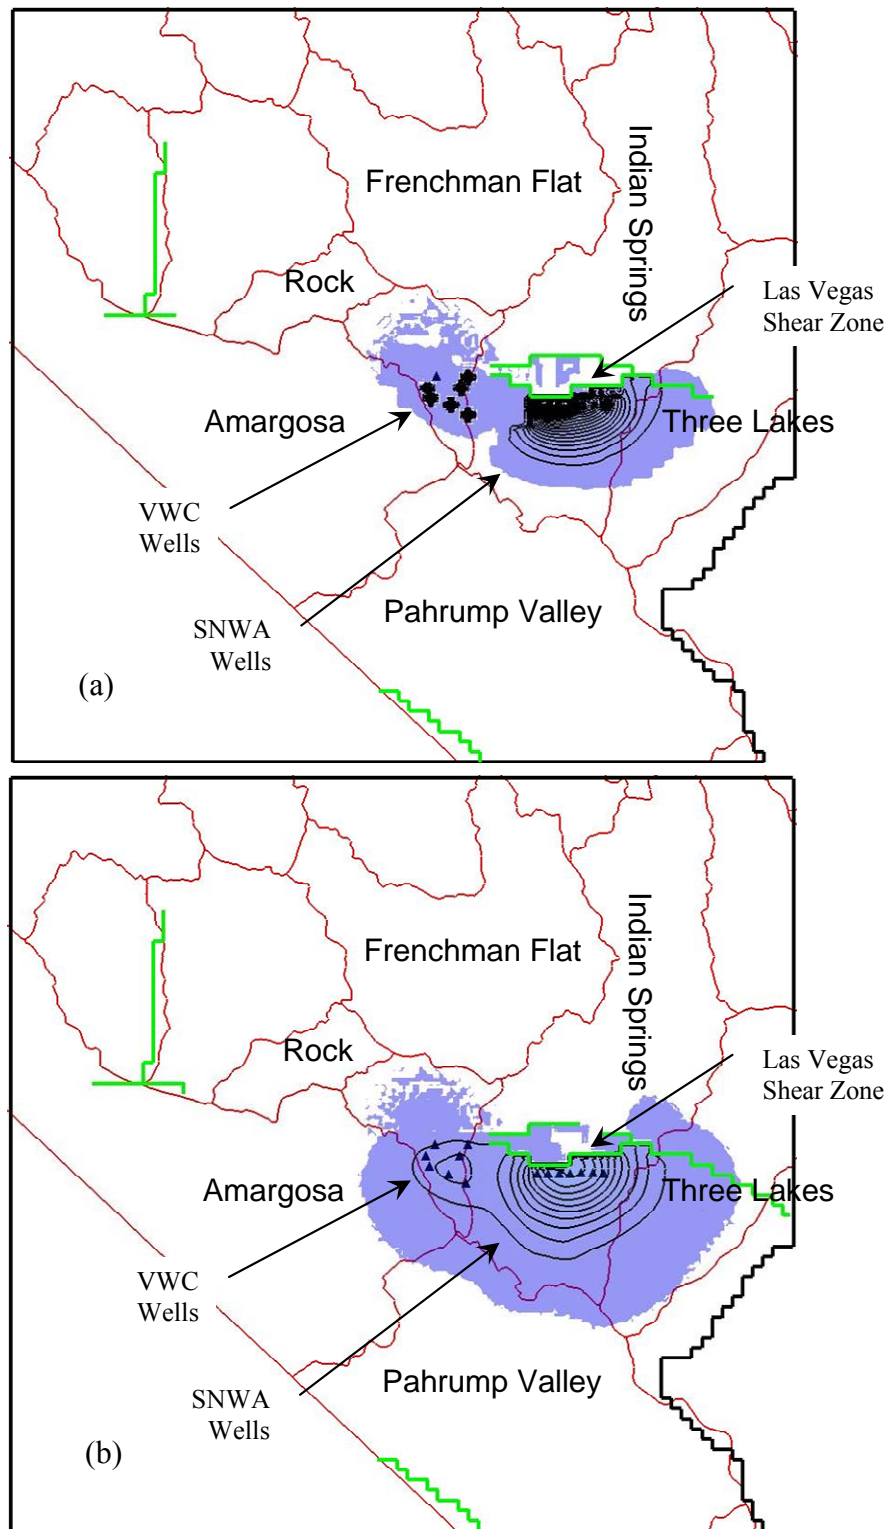 Frenchman Flat
Indian Springs
Rock
Las Vegas
Shear Zone
Amargosa
Three Lakes
VWC
Wells
Pahrump Valley
SNWA
Wells
(a)
Frenchman Flat
Indian Springs
Rock
Las Vegas
Shear Zone
Amargosa
Three Lakes
VWC
Wells
Pahrump Valley
SNWA
Wells
(b)